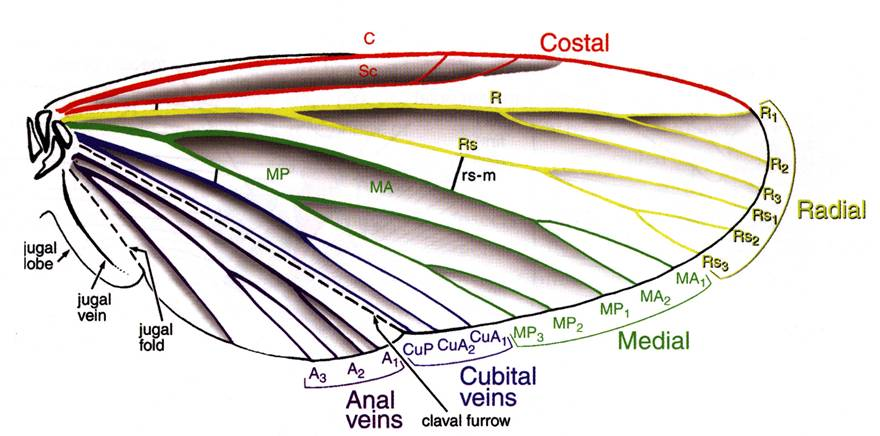 C
Costal
Sc
R
R1
Rs
R2
MP
MA
rs-m
R3
Rs1
Radial
Rs2
Rs3
jugal
lobe
MA1
MA2
jugal
vein
MP1
jugal
fold
MP2
MP3
Medial
CuA1
CuA2
CuP
A1
A2
A3
Cubital
veins
Anal
veins
claval furrow